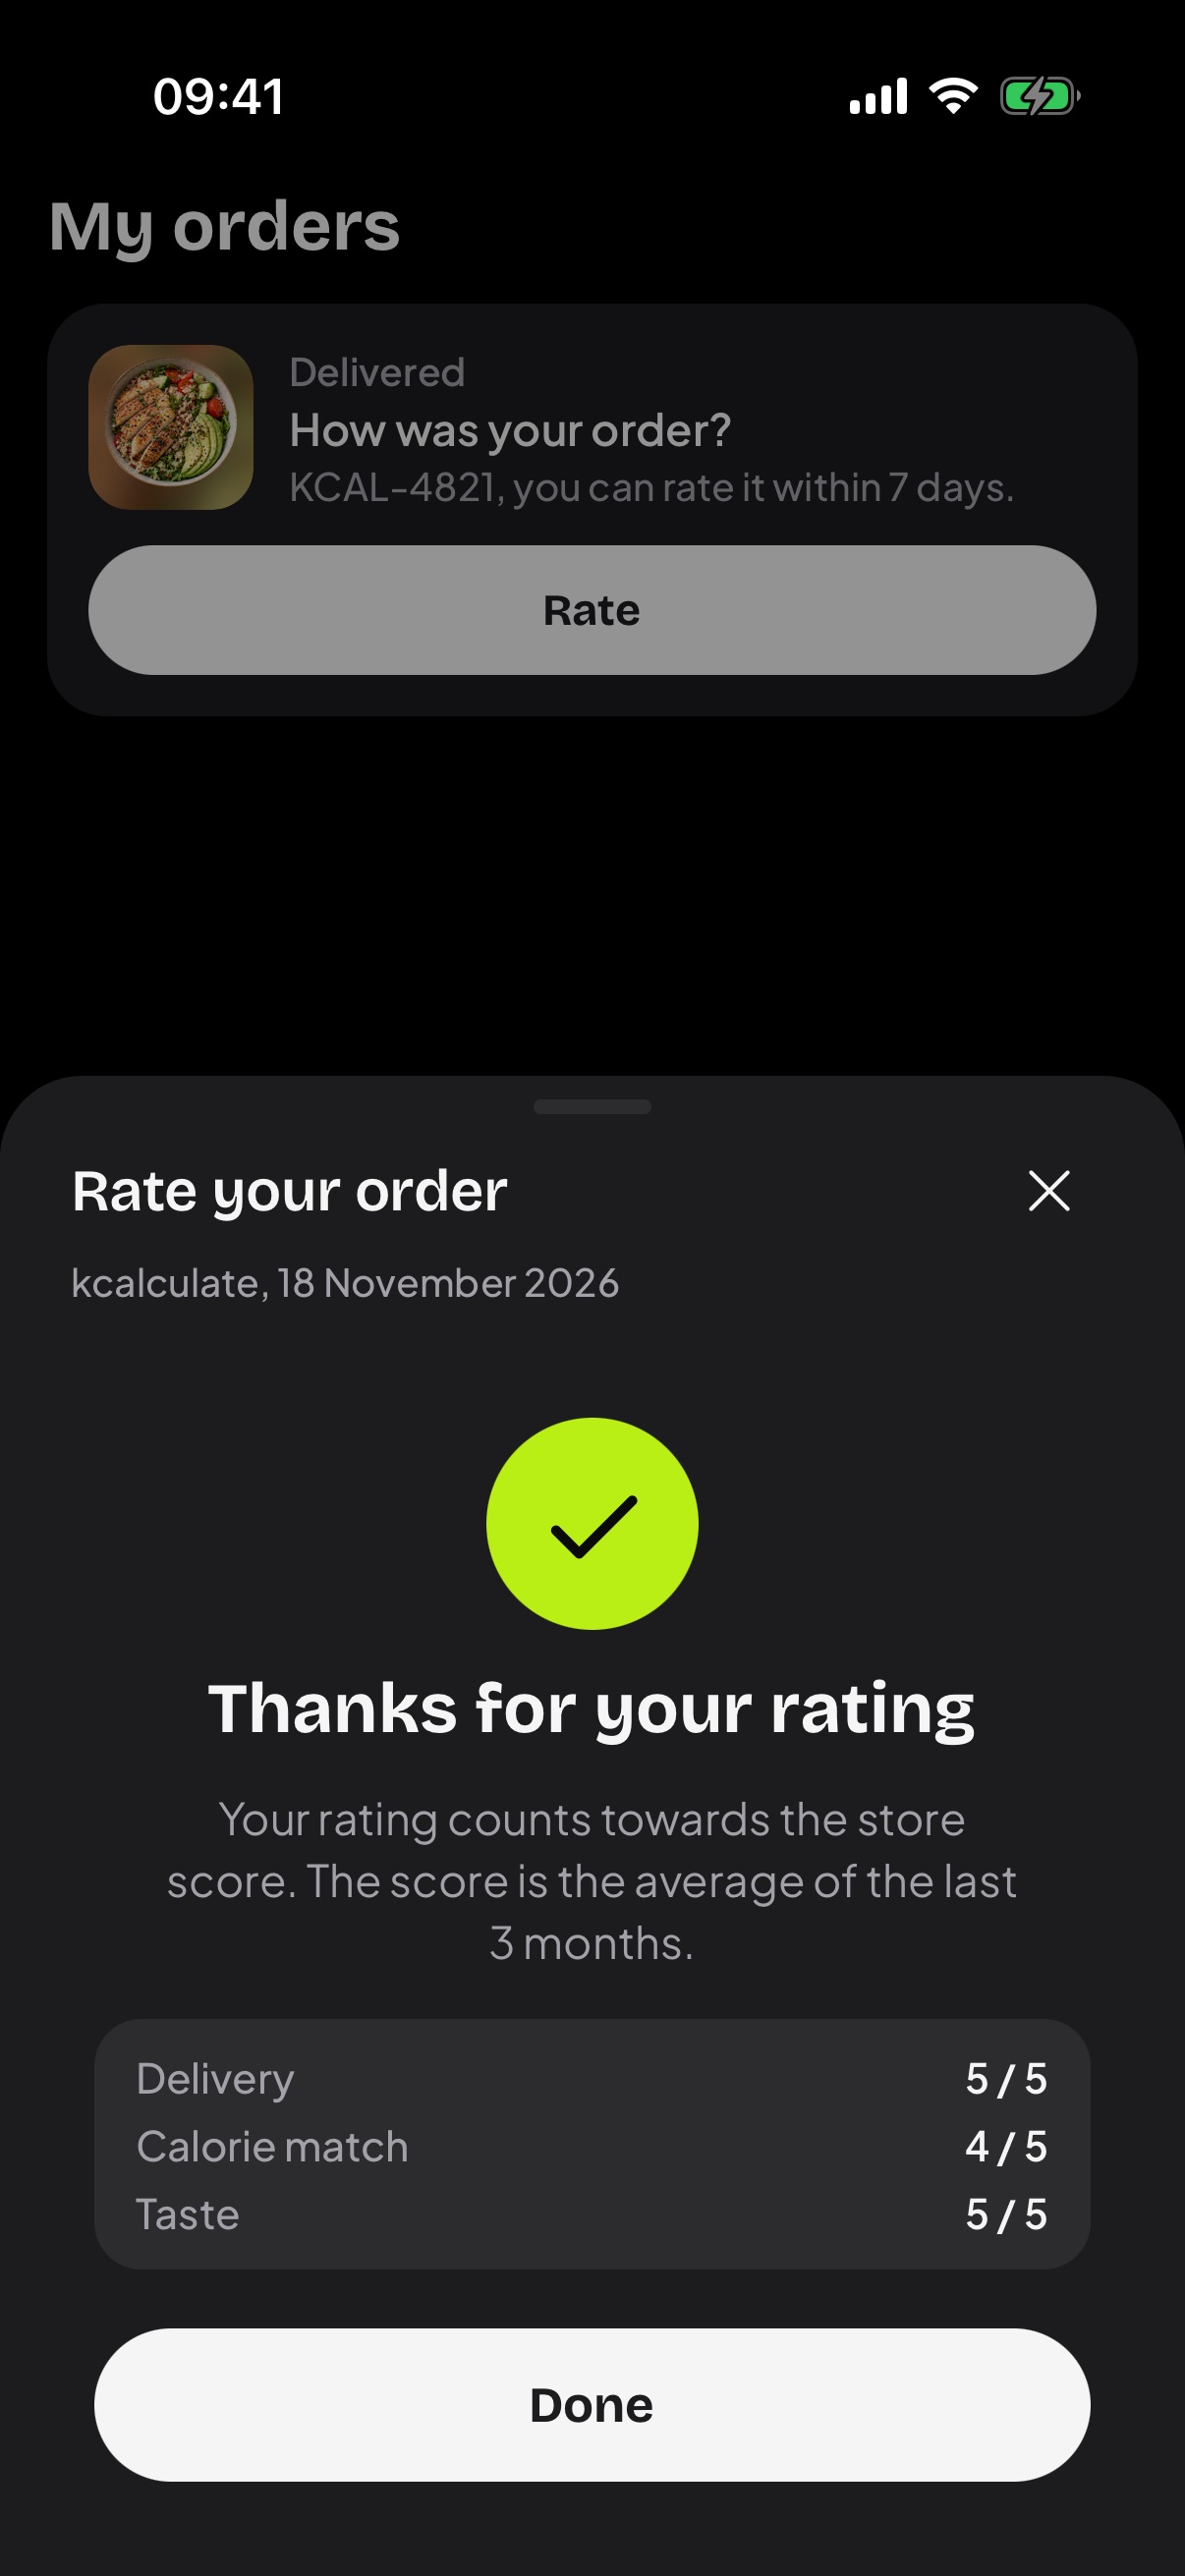 09:41
My orders
Delivered
How was your order?
KCAL-4821, you can rate it within 7 days.
Rate
Rate your order
kcalculate, 18 November 2026
Thanks for your rating
Your rating counts towards the store
score. The score is the average of the last
3 months.
Delivery 5 / 5
Calorie match 4 / 5
Taste 5 / 5
Done